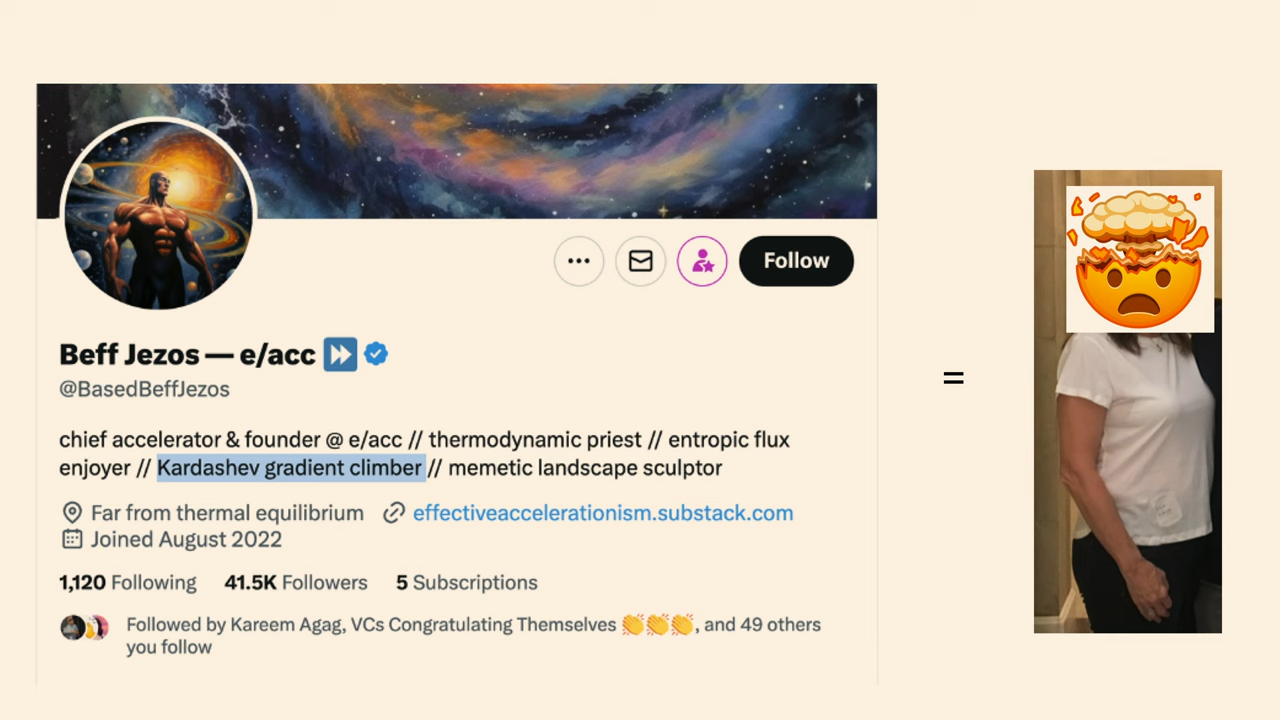 Follow
Beff Jezos — e/acc ⏩
@BasedBeffJezos
chief accelerator & founder @ e/acc // thermodynamic priest // entropic flux
enjoyer // Kardashev gradient climber // memetic landscape sculptor
Far from thermal equilibrium effectiveaccelerationism.substack.com
Joined August 2022
1,120 Following 41.5K Followers 5 Subscriptions
Followed by Kareem Agag, VCs Congratulating Themselves 👏👏👏, and 49 others
you follow
=